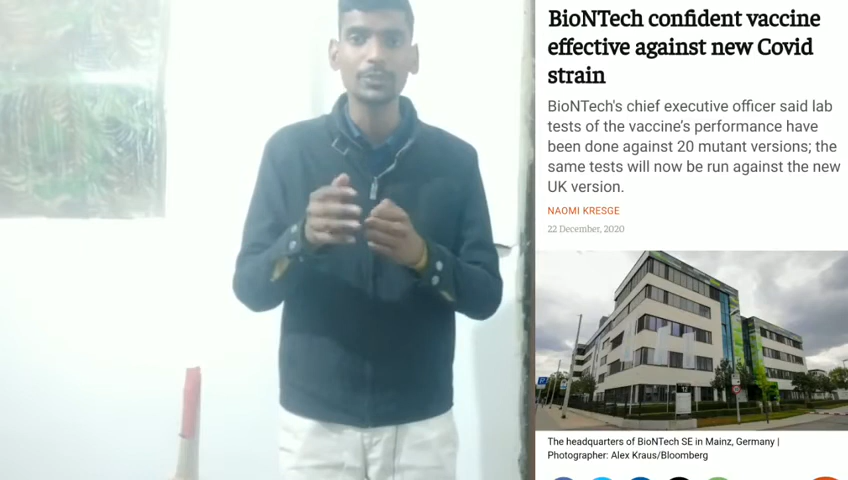 BioNTech confident vaccine
effective against new Covid
strain
BioNTech's chief executive officer said lab
tests of the vaccine's performance have
been done against 20 mutant versions; the
same tests will now be run against the new
UK version.
NAOMI KRESGE
22 December, 2020
The headquarters of BioNTech SE in Mainz, Germany |
Photographer: Alex Kraus/Bloomberg